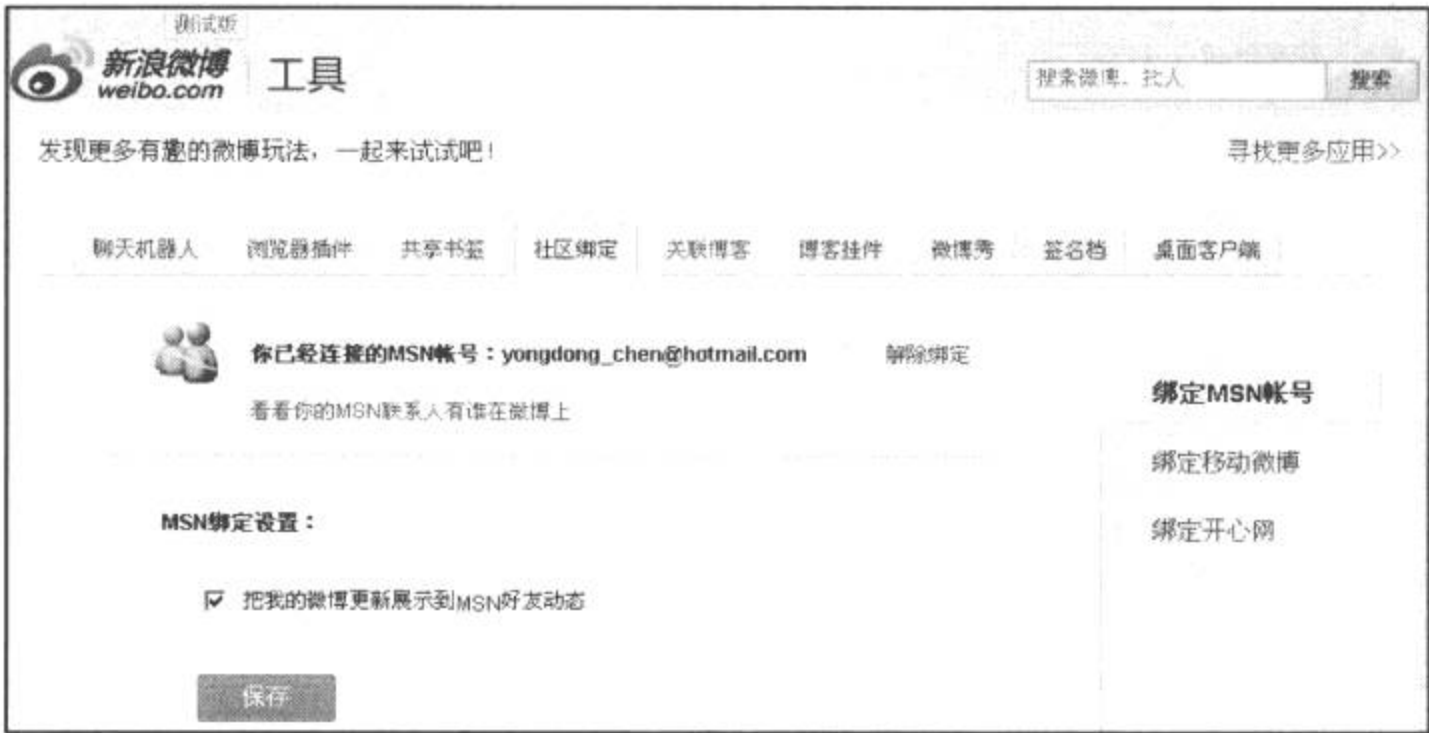 测试版
新浪微博
weibo.com
工具
搜索微博、找人
搜索
发现更多有趣的微博玩法，一起来试试吧！
寻找更多应用>>
聊天机器人 浏览器插件 共享书签 社区绑定 关联博客 博客挂件 微博秀 签名档 桌面客户端
你已经连接的MSN帐号：yongdong_chen@hotmail.com 解除绑定
看看你的MSN联系人有谁在微博上
绑定MSN帐号
绑定移动微博
绑定开心网
MSN绑定设置：
把我的微博更新展示到MSN好友动态
保存